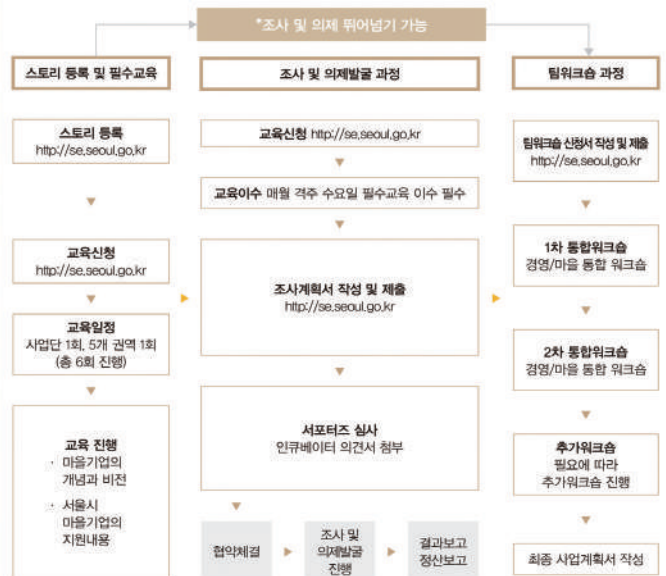 *조사 및 의제 뛰어넘기 가능
스토리 등록 및 필수교육
스토리 등록
http://se.seoul.go.kr
교육신청
http://se.seoul.go.kr
교육일정
사업단 1회, 5개 권역 1회
(총 6회 진행)
교육 진행
· 마을기업의
개념과 비전
· 서울시
마을기업의
지원내용
조사 및 의제발굴 과정
교육신청 http://se.seoul.go.kr
교육이수 매월 격주 수요일 필수교육 이수 필수
조사계획서 작성 및 제출
http://se.seoul.go.kr
서포터즈 심사
인큐베이터 의견서 첨부
협약체결
조사 및
의제발굴
진행
결과보고
정산보고
팀워크숍 과정
팀워크숍 신청서 작성 및 제출
http://se.seoul.go.kr
1차 통합워크숍
경영/마을 통합 워크숍
2차 통합워크숍
경영/마을 통합 워크숍
추가워크숍
필요에 따라
추가워크숍 진행
최종 사업계획서 작성